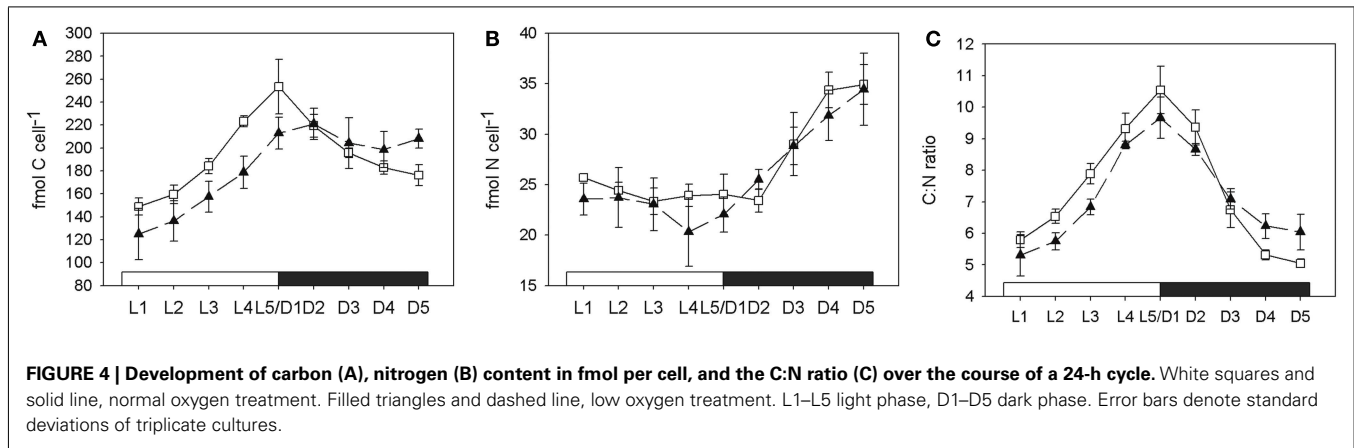 A
fmol C cell-1
300
280
260
240
220
200
180
160
140
120
100
80
L1 L2 L3 L4 L5/D1 D2 D3 D4 D5
B
fmol N cell-1
40
35
30
25
20
15
L1 L2 L3 L4 L5/D1 D2 D3 D4 D5
C
C:N ratio
12
11
10
9
8
7
6
5
4
L1 L2 L3 L4 L5/D1 D2 D3 D4 D5
FIGURE 4 | Development of carbon (A), nitrogen (B) content in fmol per cell, and the C:N ratio (C) over the course of a 24-h cycle. White squares and
solid line, normal oxygen treatment. Filled triangles and dashed line, low oxygen treatment. L1–L5 light phase, D1–D5 dark phase. Error bars denote standard
deviations of triplicate cultures.